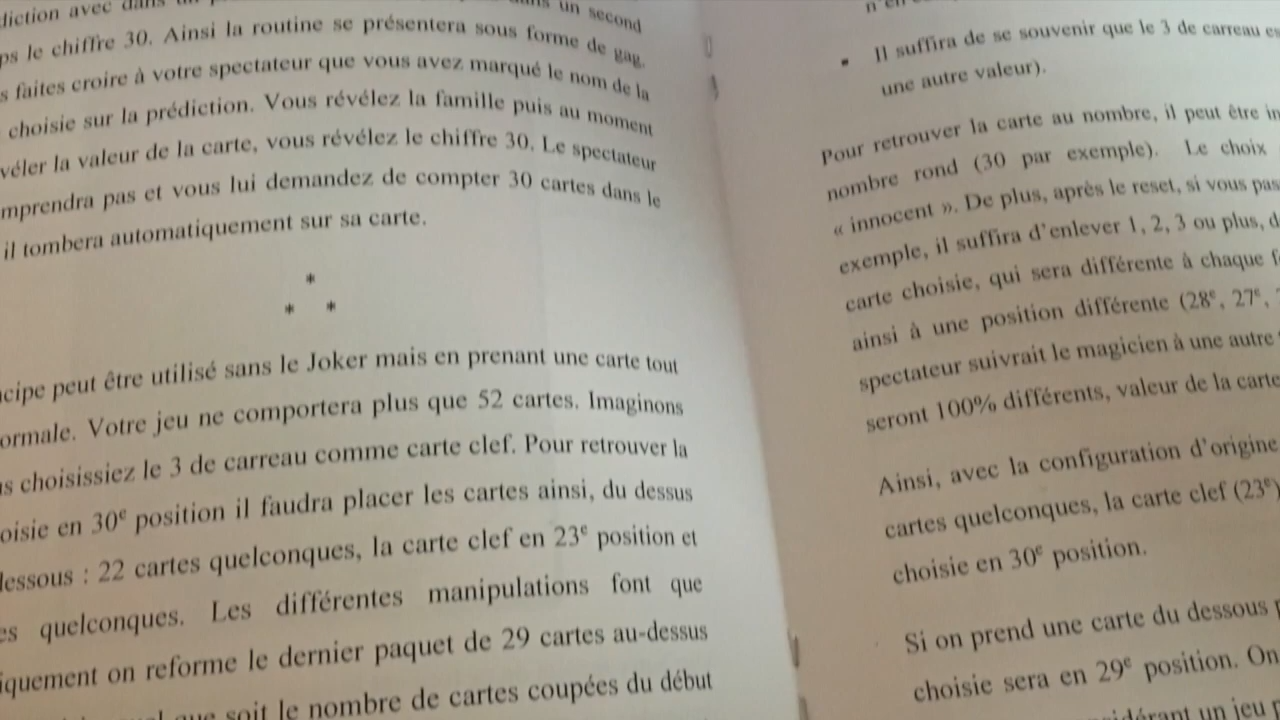 diction avec dans un second
ps le chiffre 30. Ainsi la routine se présentera sous forme de gag.
s faites croire à votre spectateur que vous avez marqué le nom de la
choisie sur la prédiction. Vous révélez la famille puis au moment
véler la valeur de la carte, vous révélez le chiffre 30. Le spectateur
mprendra pas et vous lui demandez de compter 30 cartes dans le
il tombera automatiquement sur sa carte.
*
* *
cipe peut être utilisé sans le Joker mais en prenant une carte tout
ormale. Votre jeu ne comportera plus que 52 cartes. Imaginons
s choisissiez le 3 de carreau comme carte clef. Pour retrouver la
oisie en 30e position il faudra placer les cartes ainsi, du dessus
dessous : 22 cartes quelconques, la carte clef en 23e position et
es quelconques. Les différentes manipulations font que
iquement on reforme le dernier paquet de 29 cartes au-dessus
que soit le nombre de cartes coupées du début
n'en
▪ Il suffira de se souvenir que le 3 de carreau es
une autre valeur).
Pour retrouver la carte au nombre, il peut être in
nombre rond (30 par exemple). Le choix
« innocent ». De plus, après le reset, si vous pas
exemple, il suffira d'enlever 1, 2, 3 ou plus, d
carte choisie, qui sera différente à chaque f
ainsi à une position différente (28e, 27e,
spectateur suivrait le magicien à une autre
seront 100% différents, valeur de la carte
Ainsi, avec la configuration d'origine
cartes quelconques, la carte clef (23e)
choisie en 30e position.
Si on prend une carte du dessous p
choisie sera en 29e position. On
idérant un jeu p